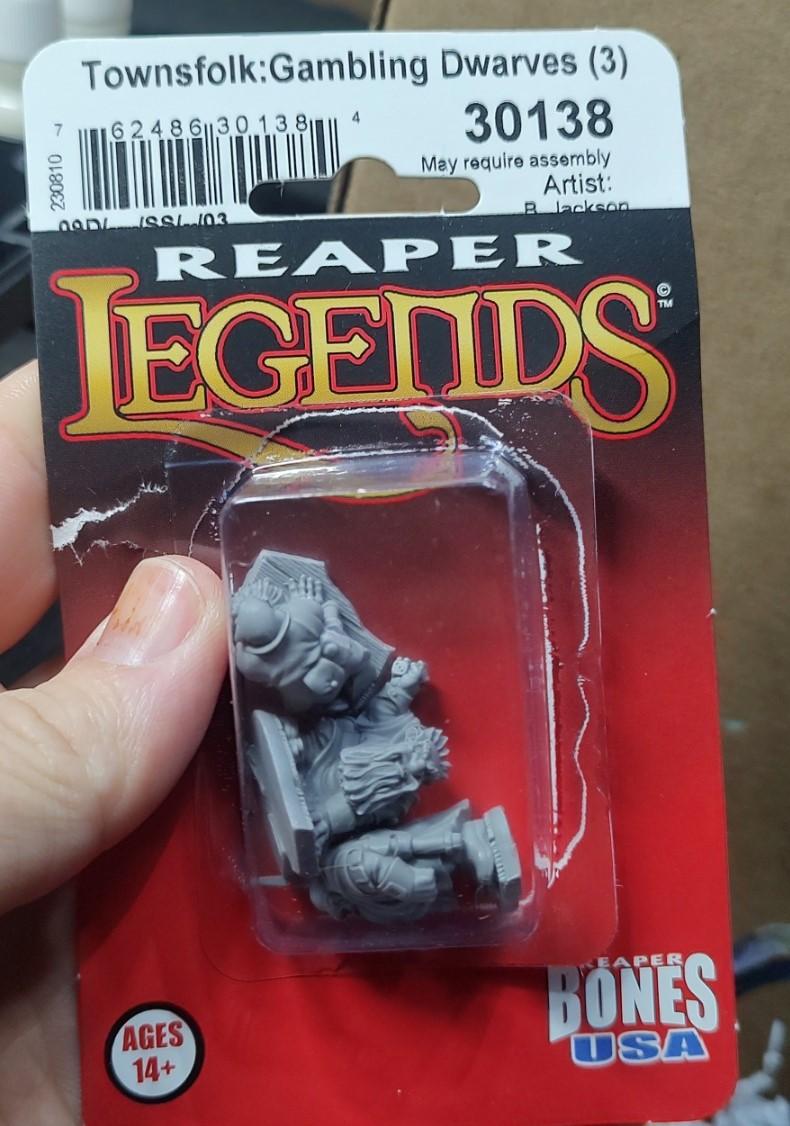 Townsfolk:Gambling Dwarves (3)
7 62486 30138 4
30138
230810
May require assembly
Artist:
B. Jackson
REAPER
LEGENDS
©
TM
REAPER
BONES
USA
AGES
14+